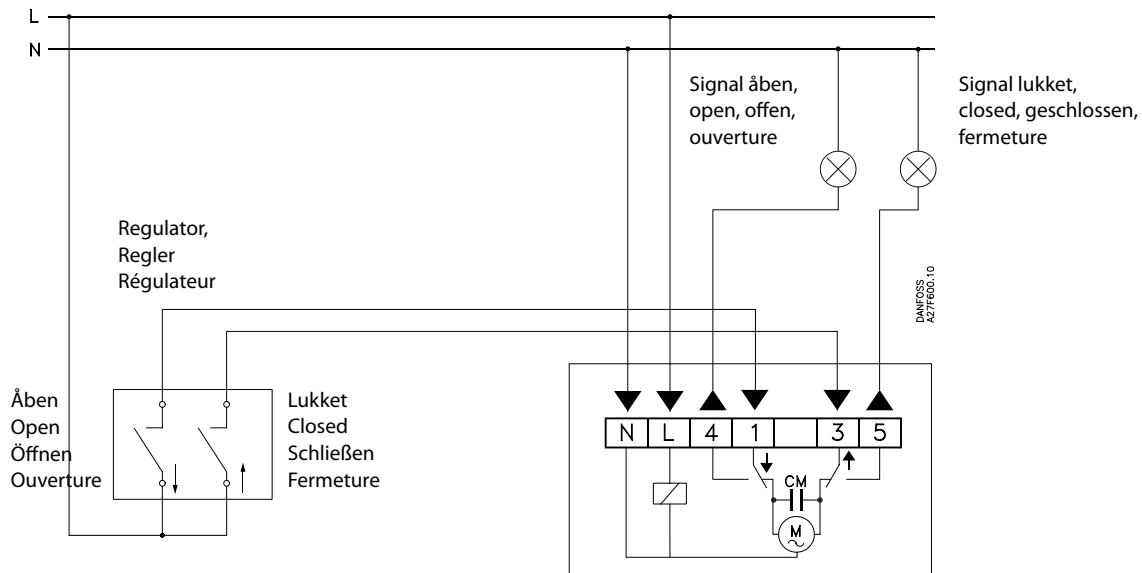 L
N
Signal åben,
open, offen,
ouverture
Signal lukket,
closed, geschlossen,
fermeture
Regulator,
Regler
Régulateur
DANFOSS
A27F600.10
Åben
Open
Öffnen
Ouverture
Lukket
Closed
Schließen
Fermeture
N L 4 1 3 5
CM
M